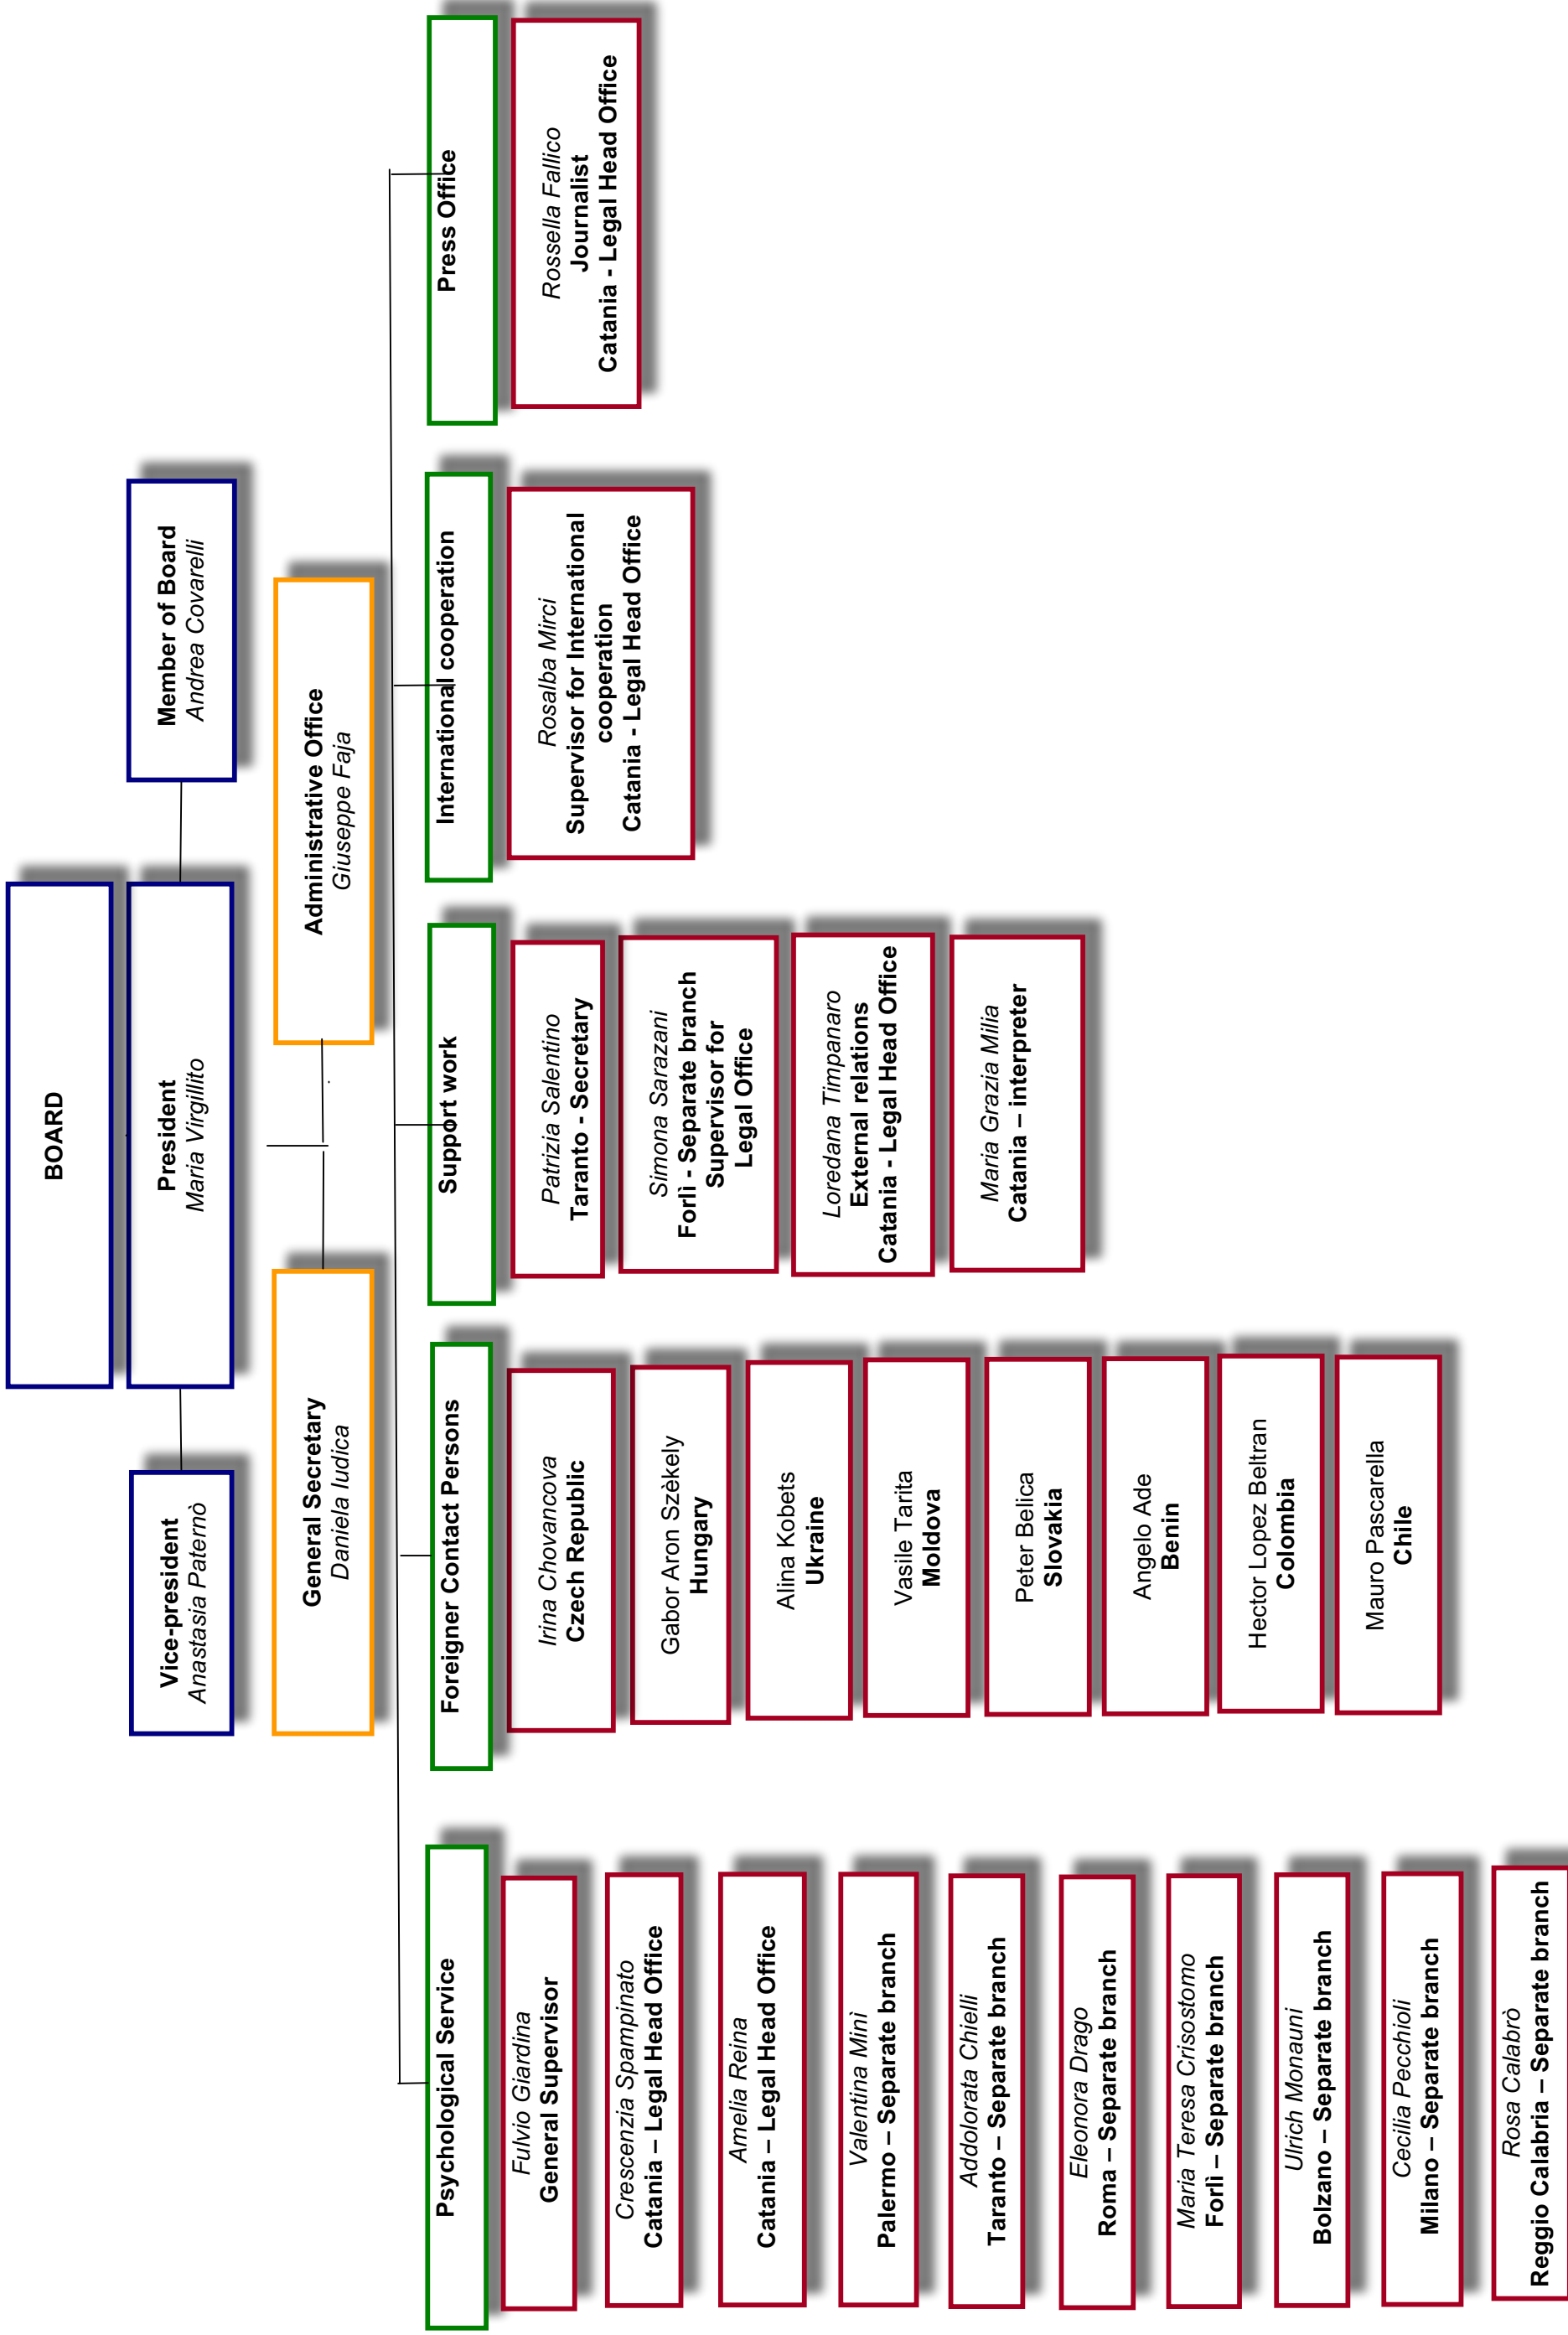 BOARD
Vice-president
Anastasia Paternò
President
Maria Virgillito
Member of Board
Andrea Covarelli
General Secretary
Daniela Iudica
Administrative Office
Giuseppe Faja
Psychological Service
Fulvio Giardina
General Supervisor
Crescenzia Spampinato
Catania – Legal Head Office
Amelia Reina
Catania – Legal Head Office
Valentina Minì
Palermo – Separate branch
Addolorata Chielli
Taranto – Separate branch
Eleonora Drago
Roma – Separate branch
Maria Teresa Crisostomo
Forlì – Separate branch
Ulrich Monauni
Bolzano – Separate branch
Cecilia Pecchioli
Milano – Separate branch
Rosa Calabrò
Reggio Calabria – Separate branch
Foreigner Contact Persons
Irina Chovancova
Czech Republic
Gabor Aron Szèkely
Hungary
Alina Kobets
Ukraine
Vasile Tarita
Moldova
Peter Belica
Slovakia
Angelo Ade
Benin
Hector Lopez Beltran
Colombia
Mauro Pascarella
Chile
Support work
Patrizia Salentino
Taranto - Secretary
Simona Sarazani
Forlì - Separate branch
Supervisor for
Legal Office
Loredana Timpanaro
External relations
Catania - Legal Head Office
Maria Grazia Milia
Catania – interpreter
International cooperation
Rosalba Mirci
Supervisor for International
cooperation
Catania - Legal Head Office
Press Office
Rossella Fallico
Journalist
Catania - Legal Head Office